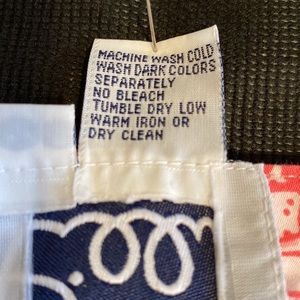 MACHINE WASH COLD
WASH DARK COLORS
SEPARATELY
NO BLEACH
TUMBLE DRY LOW
WARM IRON OR
DRY CLEAN